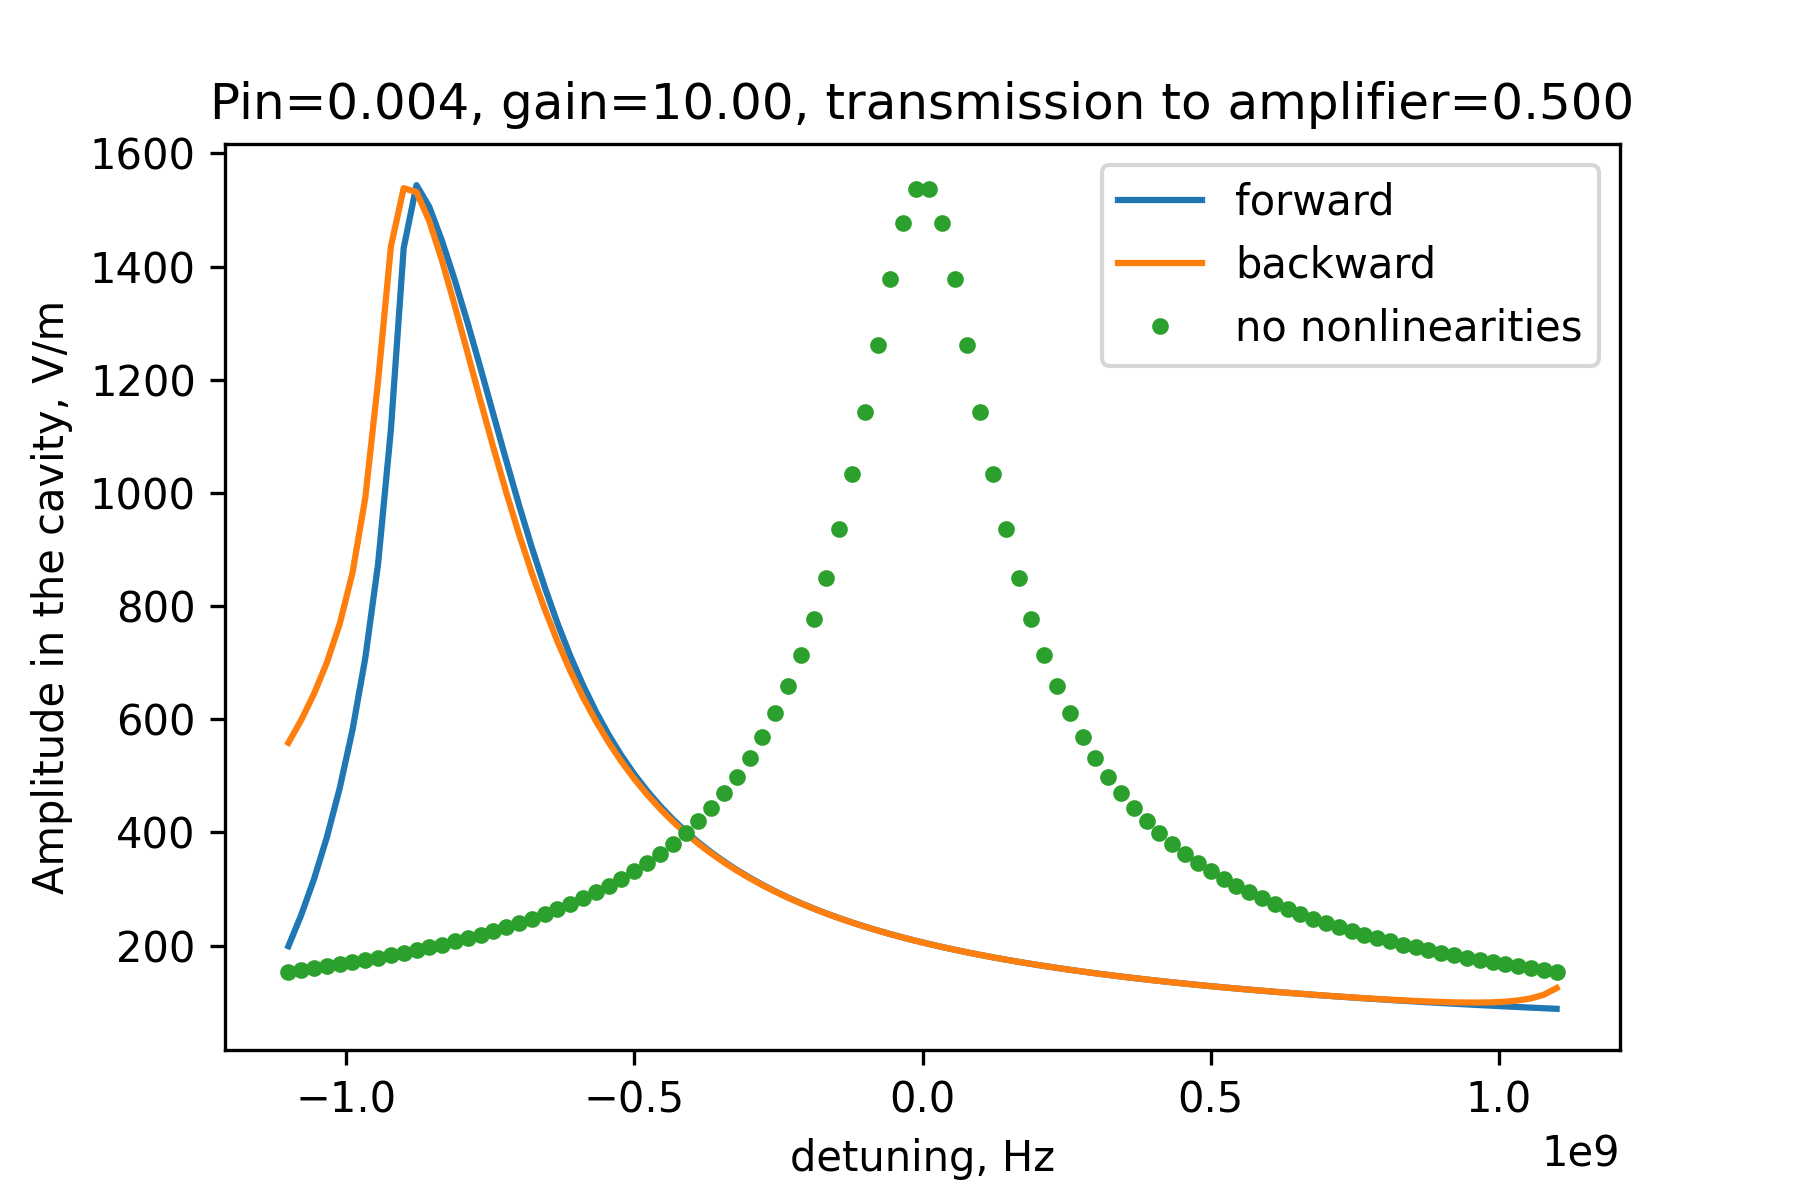 Pin=0.004, gain=10.00, transmission to amplifier=0.500
1600
1400
1200
1000
800
600
400
200
Amplitude in the cavity, V/m
forward
backward
no nonlinearities
−1.0
−0.5
0.0
0.5
1.0
1e9
detuning, Hz